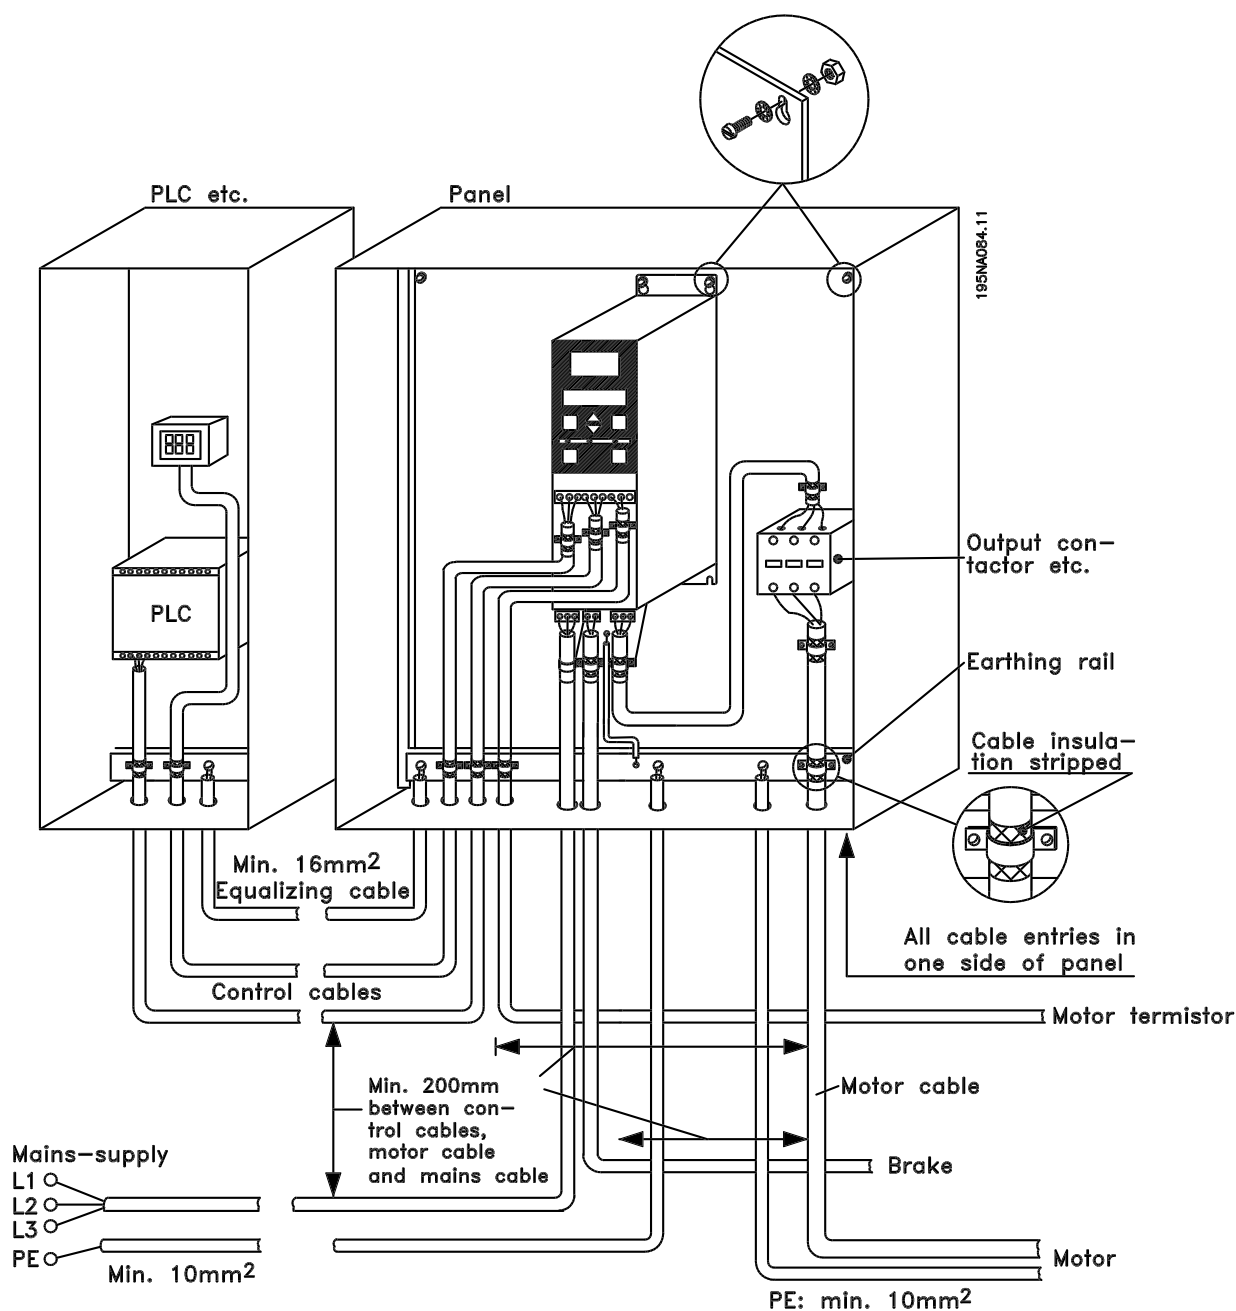 PLC etc.
Panel
195NA084.11
PLC
Output con-
tactor etc.
Earthing rail
Cable insula-
tion stripped
Min. 16mm2
Equalizing cable
All cable entries in
one side of panel
Control cables
Motor termistor
Min. 200mm
between con-
trol cables,
motor cable
and mains cable
Motor cable
Mains-supply
L1
L2
L3
PE
Brake
Min. 10mm2
Motor
PE: min. 10mm2